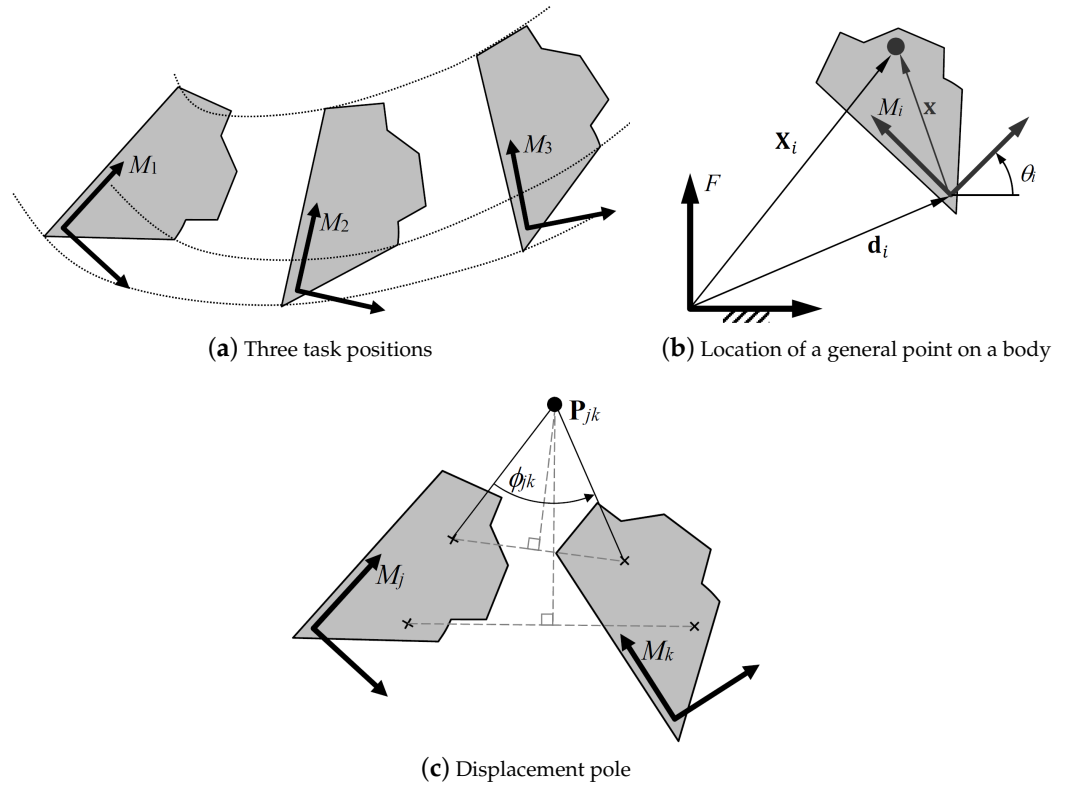 M1
M2
M3
(a) Three task positions
F
Xi
Mi
x
θi
di
(b) Location of a general point on a body
Pjk
ϕjk
Mj
Mk
(c) Displacement pole